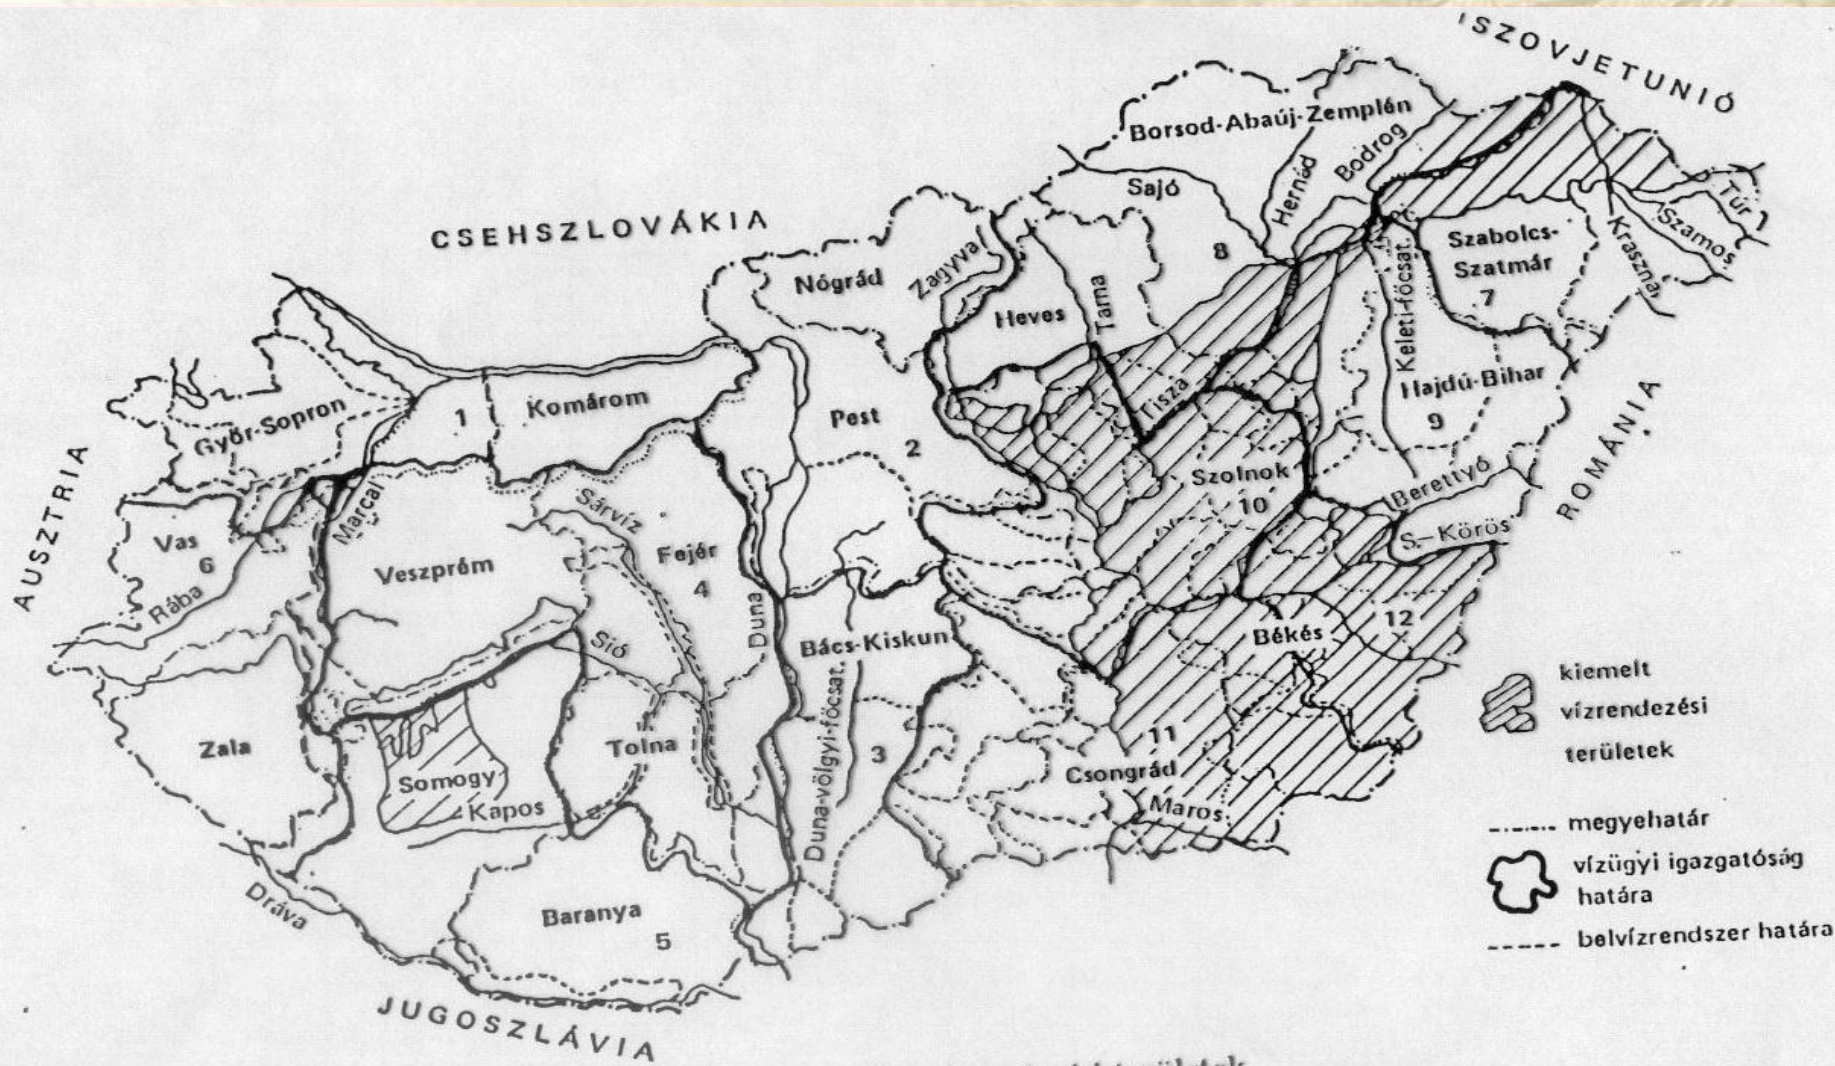 SZOVJETUNIÓ
Borsod-Abaúj-Zemplén
Bodrog
Hernád
Sajó
Túr
Szamos
Kraszna
CSEHSZLOVÁKIA
Nógrád
Zagyva
8
Szabolcs-
Szatmár
7
Heves
Tarna
Keleti-főcsat.
Győr-Sopron
1
Komárom
Pest
2
Tisza
Hajdú-Bihar
9
ROMÁNIA
AUSZTRIA
Marcal
Sárvíz
Szolnok
10
Berettyó
S-Körös
Vas
6
Rába
Veszprém
Fejér
4
Duna
Sió
Bács-Kiskun
Békés
12
Zala
Somogy
Kapos
Tolna
Duna-völgyi-főcsat.
3
11
Csongrád
Maros
Dráva
Baranya
5
JUGOSZLÁVIA
kiemelt
vízrendezési
területek
megyehatár
vízügyi igazgatóság
határa
belvízrendszer határa